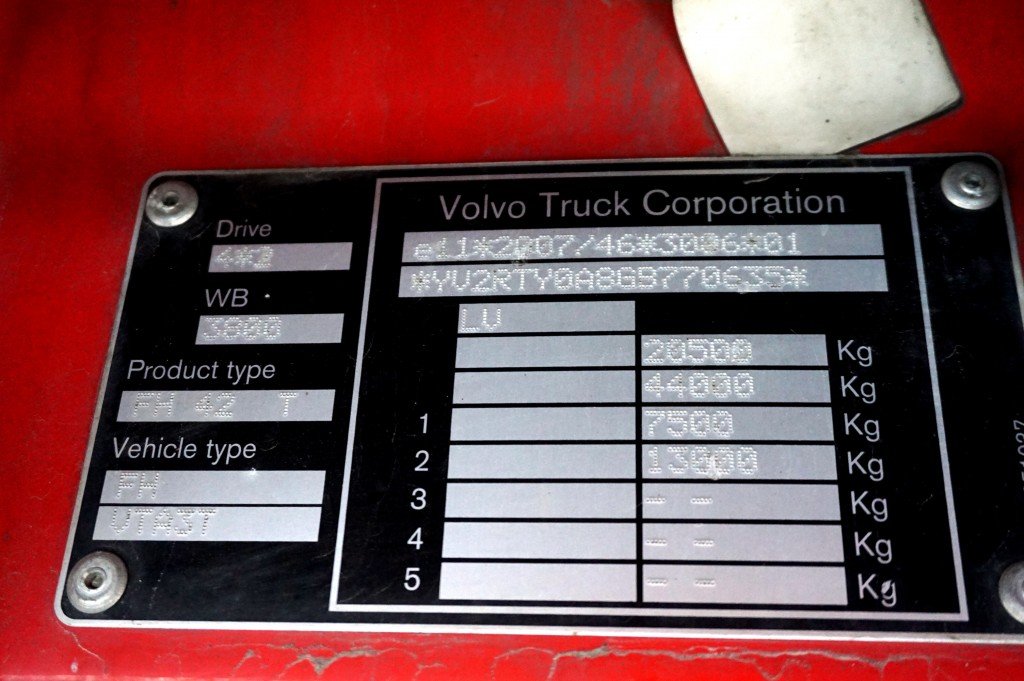 Volvo Truck Corporation
Drive
4*2
WB
3800
Product type
FH 42 T
Vehicle type
FH
VTA3T
e11*2007/46*3006*01
*YV2RTY0A8GB770635*
LV
20500 Kg
44000 Kg
1 7500 Kg
2 13000 Kg
3 -- -- Kg
4 -- -- Kg
5 -- -- Kg